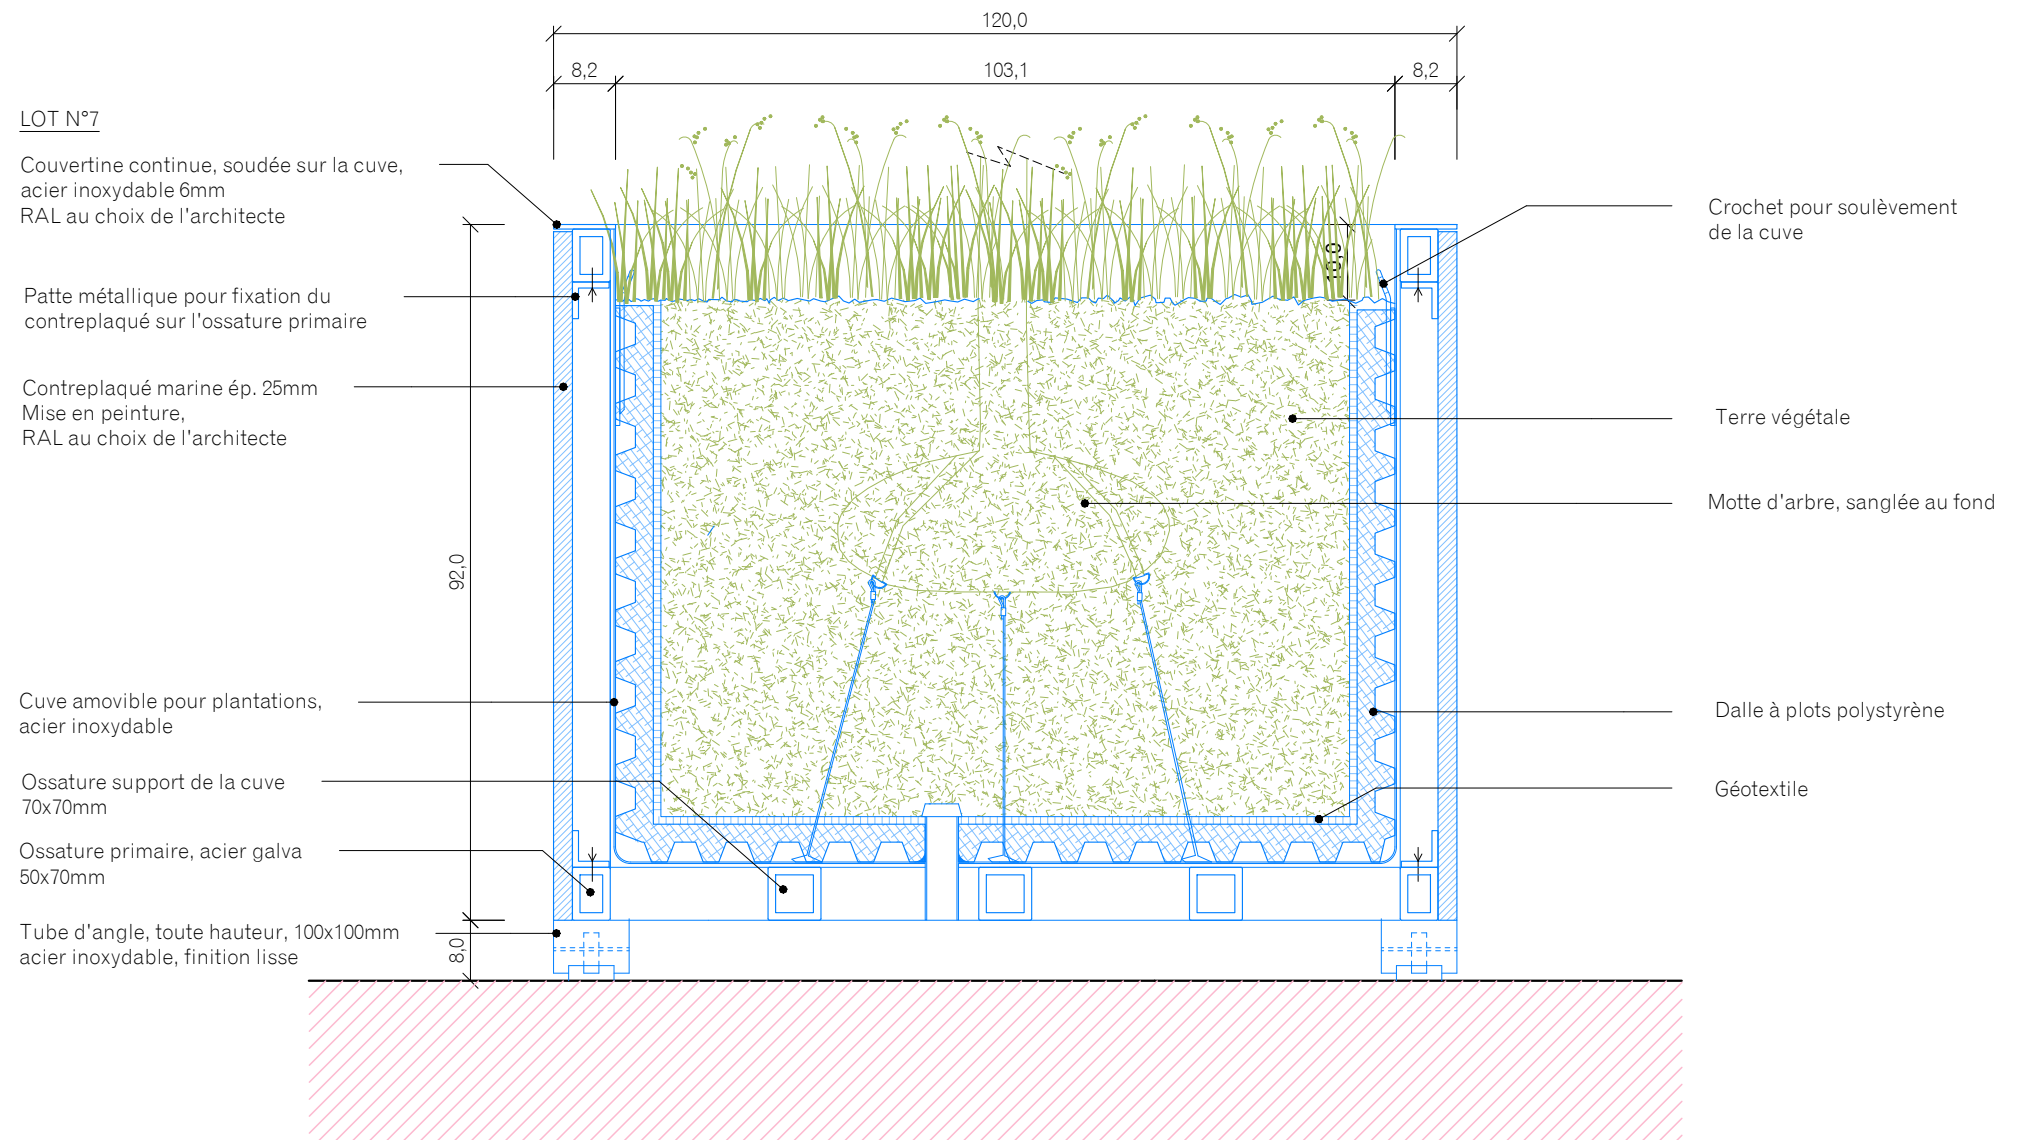 120,0
8,2
103,1
8,2
LOT N°7
Couvertine continue, soudée sur la cuve,
acier inoxydable 6mm
RAL au choix de l'architecte
Patte métallique pour fixation du
contreplaqué sur l'ossature primaire
Contreplaqué marine ép. 25mm
Mise en peinture,
RAL au choix de l'architecte
92,0
Cuve amovible pour plantations,
acier inoxydable
Ossature support de la cuve
70x70mm
Ossature primaire, acier galva
50x70mm
Tube d'angle, toute hauteur, 100x100mm
acier inoxydable, finition lisse
8,0
Crochet pour soulèvement
de la cuve
Terre végétale
Motte d'arbre, sanglée au fond
Dalle à plots polystyrène
Géotextile